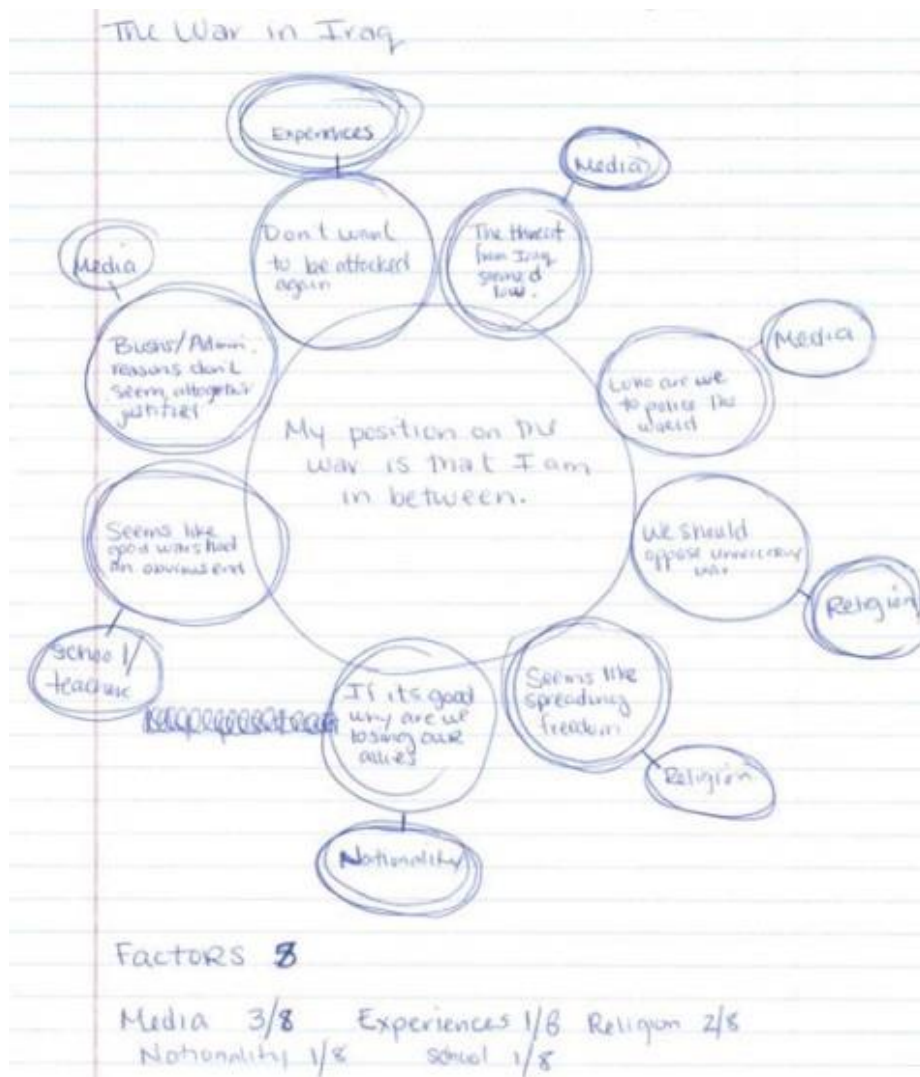 The War in Iraq
Experiences
Don't want
to be attacked
again
Media
The threat
from Iraq
seemed
low.
Media
Who are we
to police the
world
We should
oppose unnecessary
war
Religion
Seems like
spreading
freedom
Religion
If it's good
why are we
losing our
allies
Nationality
Seems like
good wars had
an obvious end
School/
teacher
Media
Bush's/Admin.
reasons don't
seem altogether
justified
My position on the
war is that I am
in between.
Factors 8
Media 3/8 Experiences 1/8 Religion 2/8
Nationality 1/8 School 1/8